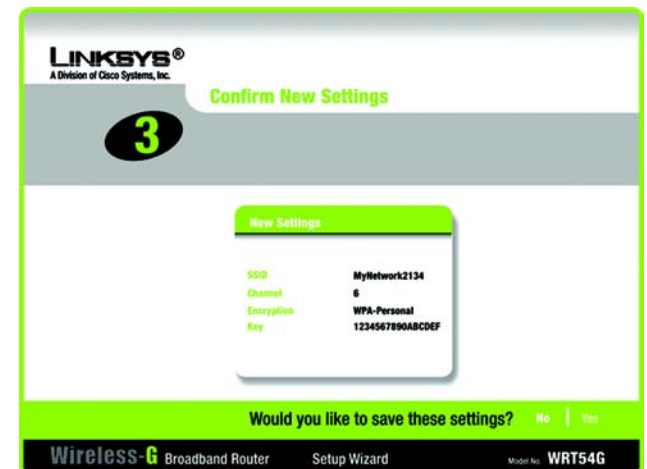 LINKSYS®
A Division of Cisco Systems, Inc.
Confirm New Settings
3
New Settings
SSID MyNetwork2134
Channel 6
Encryption WPA-Personal
Key 1234567890ABCDEF
Would you like to save these settings? No | Yes
Wireless-G Broadband Router Setup Wizard Model No. WRT54G